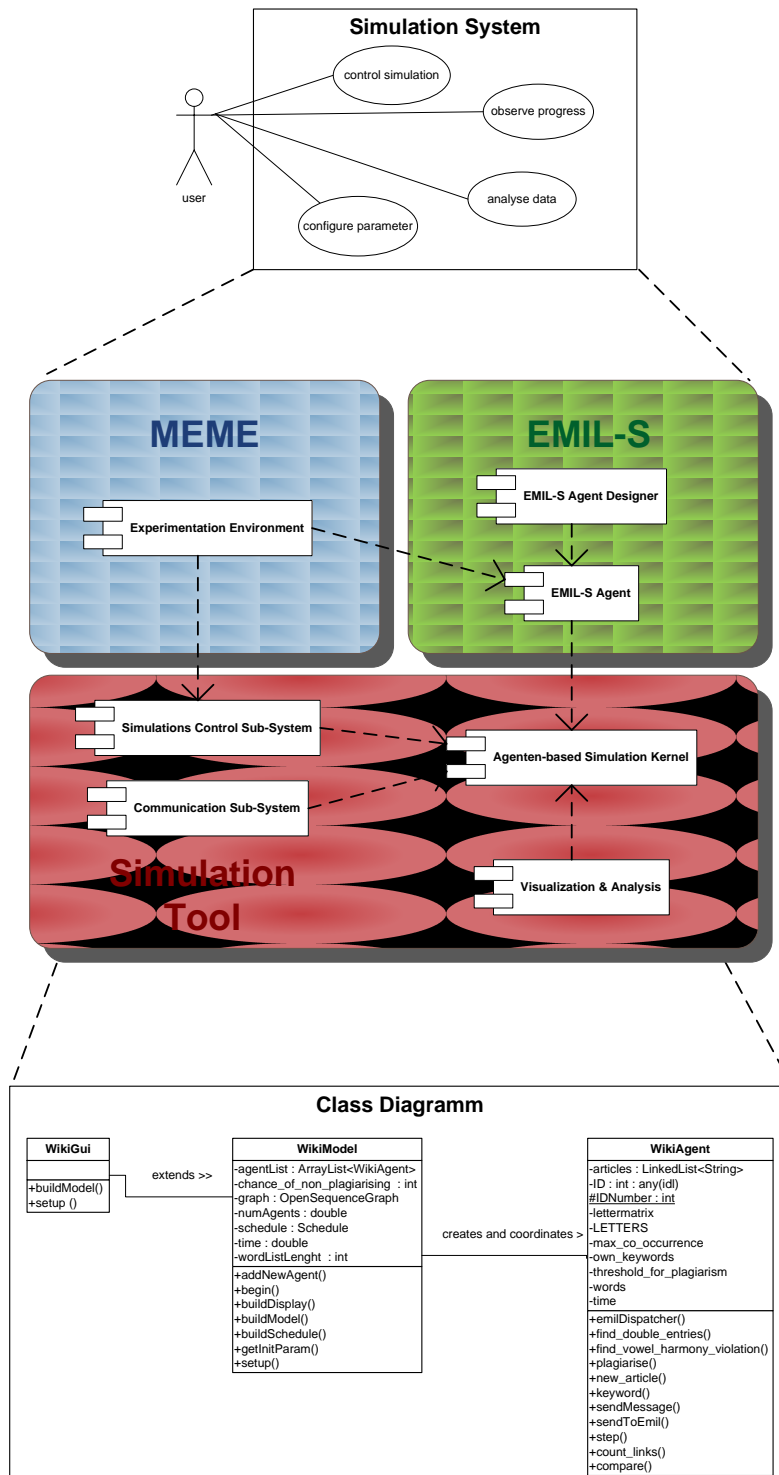 Simulation System
control simulation
observe progress
user
analyse data
configure parameter
MEME
EMIL-S
EMIL-S Agent Designer
Experimentation Environment
EMIL-S Agent
Simulations Control Sub-System
Agenten-based Simulation Kernel
Communication Sub-System
Simulation
Tool
Visualization & Analysis
Class Diagramm
WikiGui
+buildModel()
+setup ()
extends >>
WikiModel
-agentList : ArrayList<WikiAgent>
-chance_of_non_plagiarising : int
-graph : OpenSequenceGraph
-numAgents : double
-schedule : Schedule
-time : double
-wordListLenght : int
+addNewAgent()
+begin()
+buildDisplay()
+buildModel()
+buildSchedule()
+getInitParam()
+setup()
creates and coordinates >
WikiAgent
-articles : LinkedList<String>
-ID : int : any(idl)
#IDNumber : int
-lettermatrix
-LETTERS
-max_co_occurrence
-own_keywords
-threshold_for_plagiarism
-words
-time
+emilDispatcher()
+find_double_entries()
+find_vowel_harmony_violation()
+plagiarise()
+new_article()
+keyword()
+sendMessage()
+sendToEmil()
+step()
+count_links()
+compare()